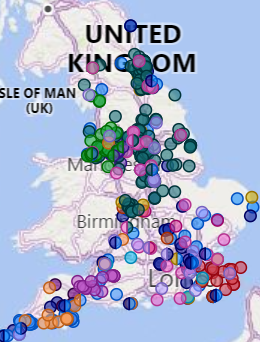 UNITED
KINGDOM
ISLE OF MAN
(UK)
Birmingham